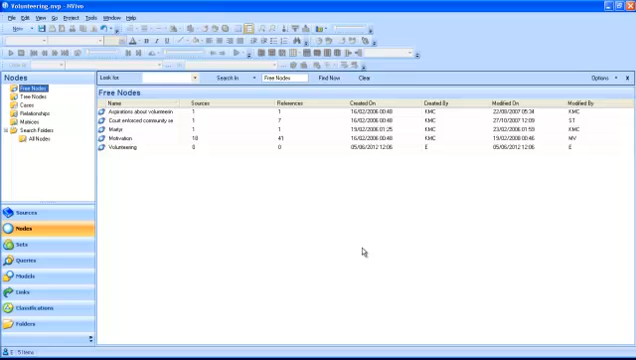 Volunteering.nvp - NVivo
File Edit View Go Project Tools Window Help
New
Nodes
Free Nodes
Tree Nodes
Cases
Relationships
Matrices
Search Folders
All Nodes
Look for Search In Free Nodes Find Now Clear Options x
Free Nodes
Name Sources References Created On Created By Modified On Modified By
Aspirations about volunteerin 1 1 16/02/2006 00:48 KMC 22/08/2007 05:34 KMC
Court enforced community se 1 7 16/02/2006 00:48 KMC 27/10/2007 12:09 ST
Martyr 1 1 19/02/2006 01:25 KMC 23/02/2006 01:59 KMC
Motivation 18 41 16/02/2006 00:48 KMC 19/02/2006 00:46 MV
Volunteering 0 0 05/06/2012 12:06 E 05/06/2012 12:06 E
Sources
Nodes
Sets
Queries
Models
Links
Classifications
Folders